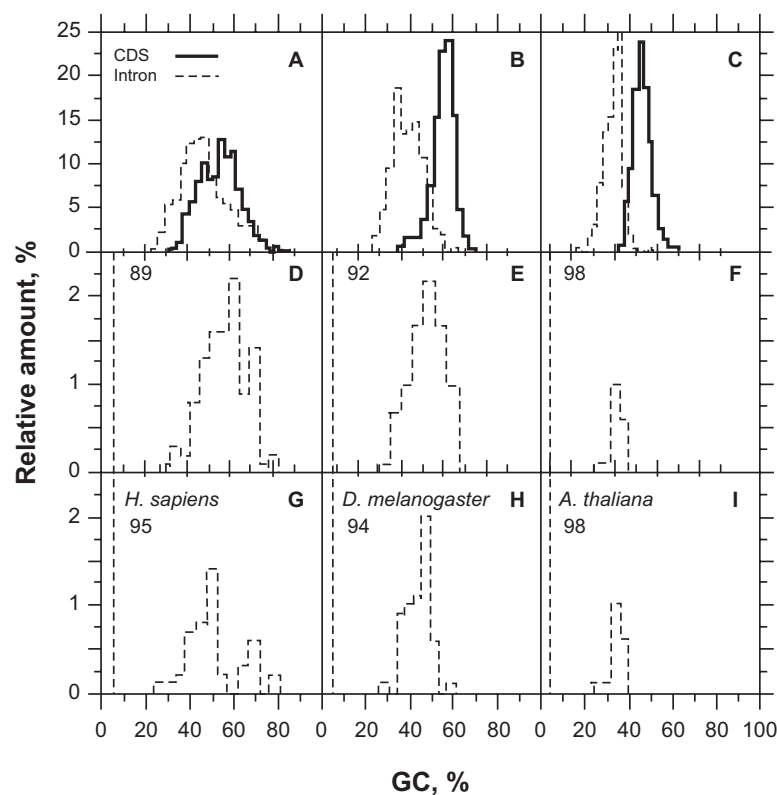 25
20
15
10
5
0
CDS
Intron
A
B
C
2
1
0
89
D
92
E
98
F
2
1
0
H. sapiens
G
95
D. melanogaster
H
94
A. thaliana
I
98
0 20 40 60 80 0 20 40 60 80 0 20 40 60 80 100
Relative amount, %
GC, %